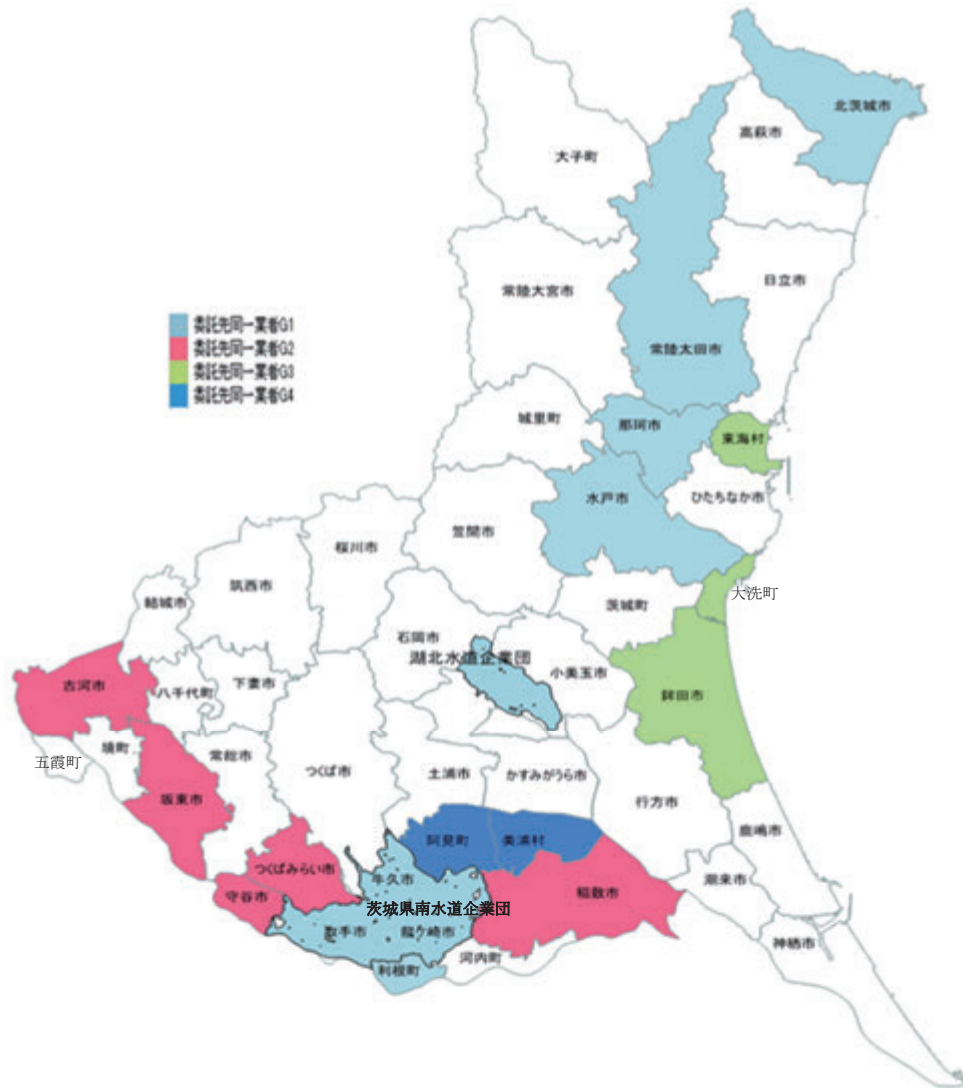 北茨城市
高萩市
大子町
日立市
常陸大宮市
委託先同一業者G1
委託先同一業者G2
委託先同一業者G3
委託先同一業者G4
常陸太田市
城里町
那珂市
東海村
水戸市
ひたちなか市
笠間市
桜川市
筑西市
大洗町
結城市
茨城町
石岡市
湖北水道企業団
小美玉市
古河市
八千代町
下妻市
鉾田市
五霞町
境町
常総市
つくば市
土浦市
かすみがうら市
坂東市
行方市
鹿嶋市
阿見町
美浦村
つくばみらい市
牛久市
潮来市
守谷市
稲敷市
茨城県南水道企業団
取手市
龍ケ崎市
神栖市
河内町
利根町